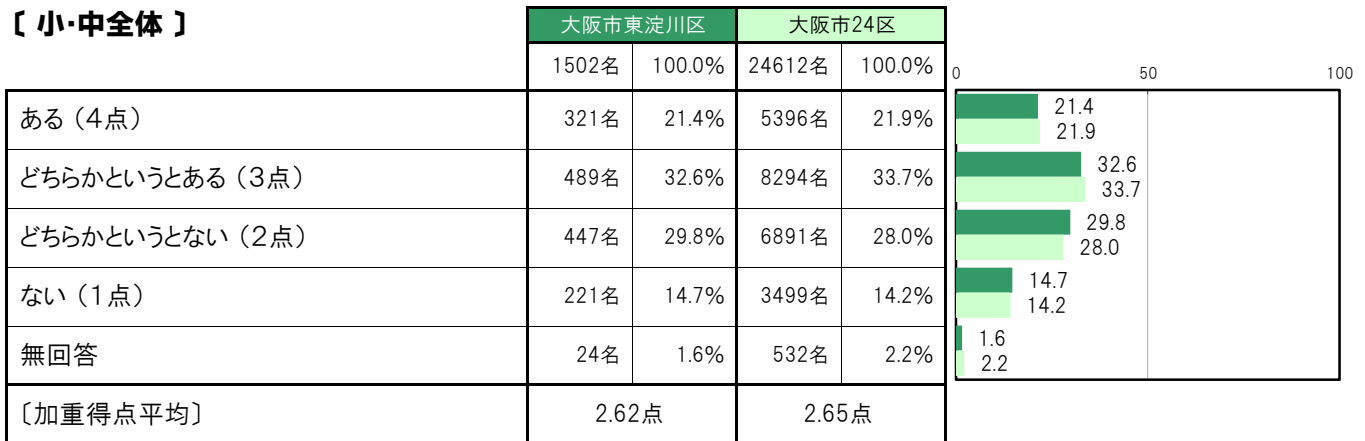 〔 小・中全体 〕
大阪市東淀川区 大阪市24区
1502名 100.0% 24612名 100.0%
0 50 100
ある（4点） 321名 21.4% 5396名 21.9%
21.4
21.9
どちらかというとある（3点） 489名 32.6% 8294名 33.7%
32.6
33.7
どちらかというとない（2点） 447名 29.8% 6891名 28.0%
29.8
28.0
ない（1点） 221名 14.7% 3499名 14.2%
14.7
14.2
無回答 24名 1.6% 532名 2.2%
1.6
2.2
〔加重得点平均〕 2.62点 2.65点